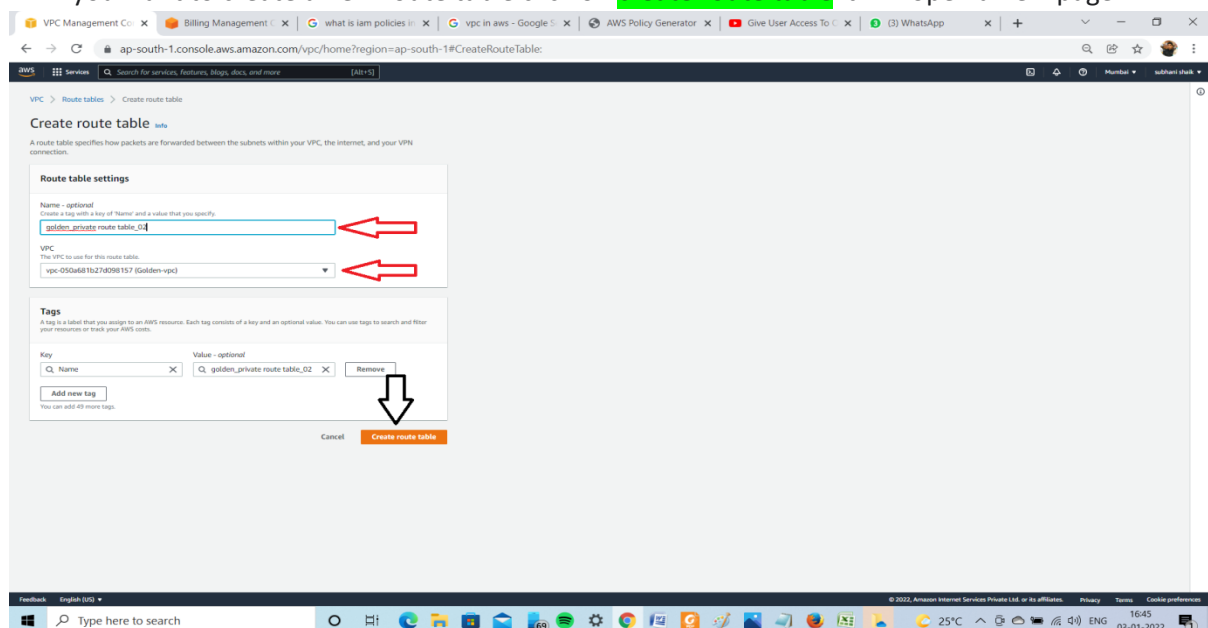 VPC Management Co
Billing Management C
what is iam policies in
vpc in aws - Google S
AWS Policy Generator
Give User Access To C
(3) WhatsApp
ap-south-1.console.aws.amazon.com/vpc/home?region=ap-south-1#CreateRouteTable:
aws
Services
Search for services, features, blogs, docs, and more
[Alt+S]
Mumbai
subhani shaik
VPC > Route tables > Create route table
Create route table Info
A route table specifies how packets are forwarded between the subnets within your VPC, the internet, and your VPN
connection.
Route table settings
Name - optional
Create a tag with a key of 'Name' and a value that you specify.
golden_private route table_02
VPC
The VPC to use for this route table.
vpc-050a681b27d098157 (Golden-vpc)
Tags
A tag is a label that you assign to an AWS resource. Each tag consists of a key and an optional value. You can use tags to search and filter
your resources or track your AWS costs.
Key
Value - optional
Name
golden_private route table_02
Remove
Add new tag
You can add 49 more tags.
Cancel
Create route table
Feedback
English (US)
© 2022, Amazon Internet Services Private Ltd. or its affiliates.
Privacy
Terms
Cookie preferences
Type here to search
69
25°C
ENG
16:45
03-01-2022
1